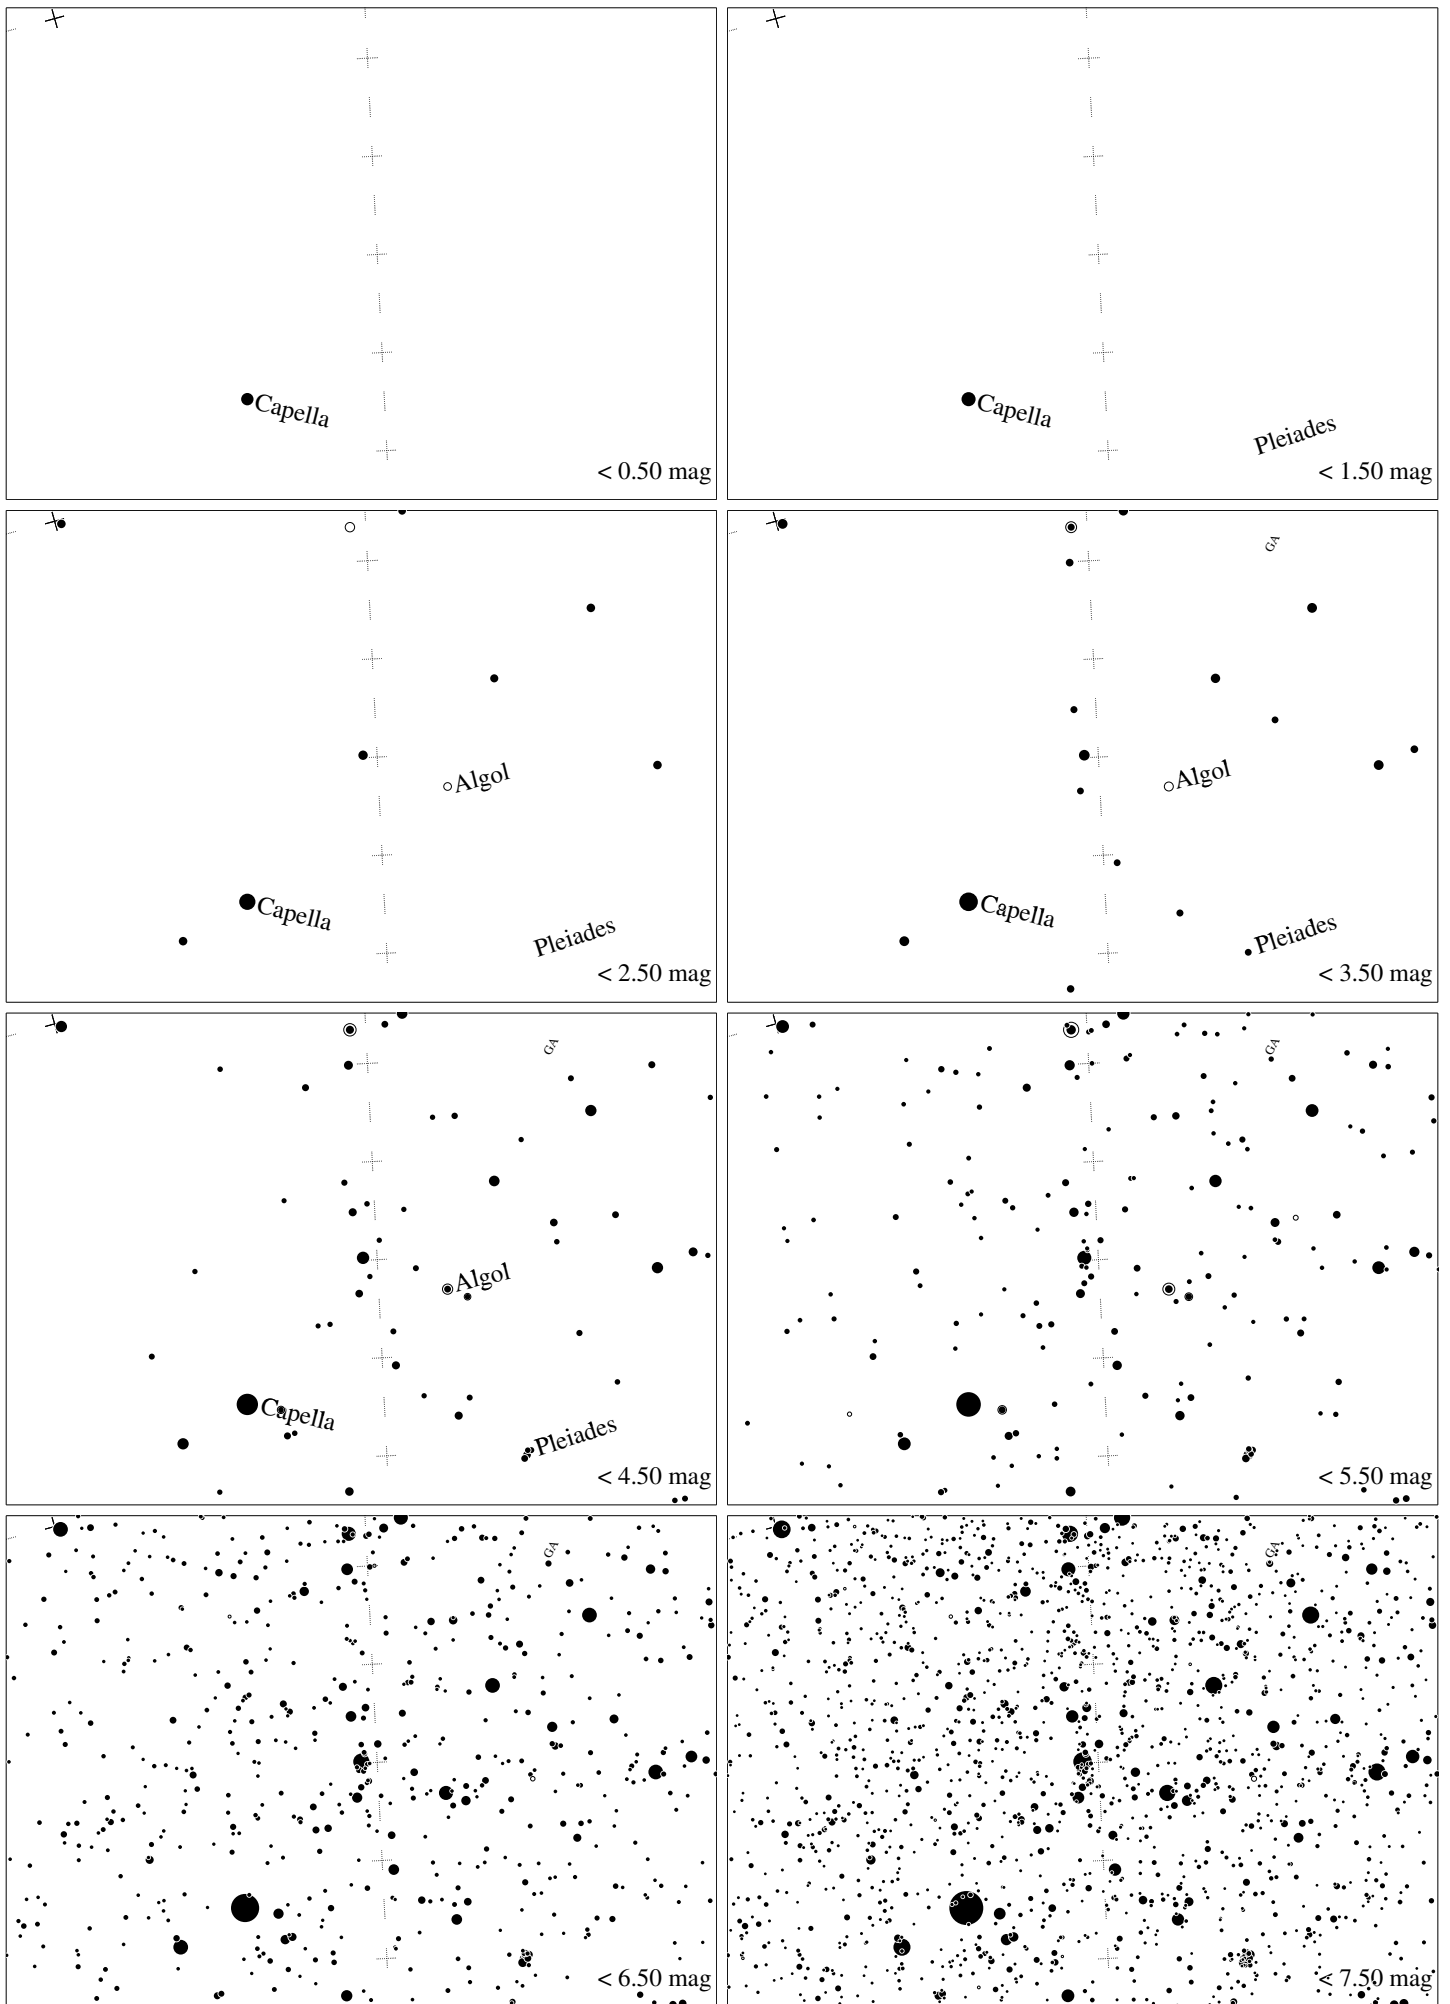 Capella
< 0.50 mag
Capella
Pleiades
< 1.50 mag
Algol
Capella
Pleiades
< 2.50 mag
GA
Algol
Capella
Pleiades
< 3.50 mag
GA
Algol
Capella
Pleiades
< 4.50 mag
GA
< 5.50 mag
GA
< 6.50 mag
GA
< 7.50 mag